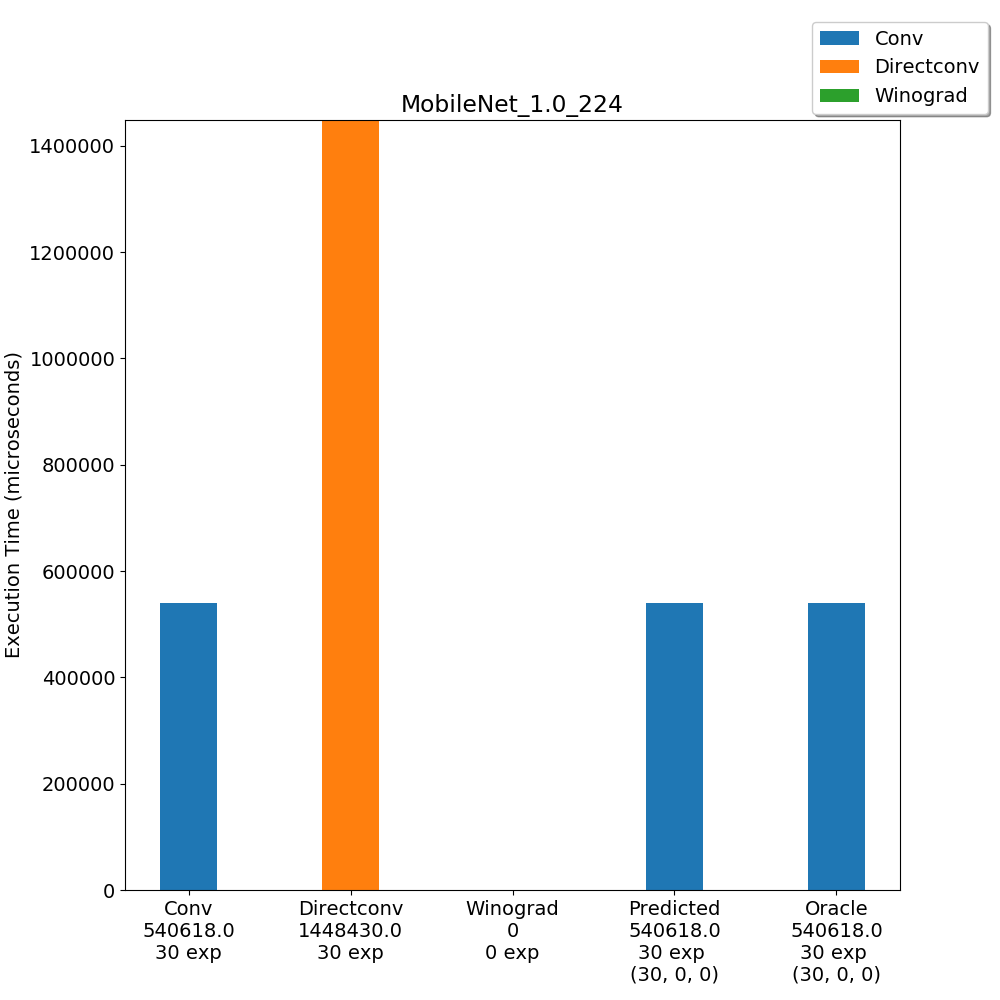 Conv
Directconv
Winograd
MobileNet_1.0_224
Execution Time (microseconds)
1400000
1200000
1000000
800000
600000
400000
200000
0
Conv
540618.0
30 exp
Directconv
1448430.0
30 exp
Winograd
0
0 exp
Predicted
540618.0
30 exp
(30, 0, 0)
Oracle
540618.0
30 exp
(30, 0, 0)